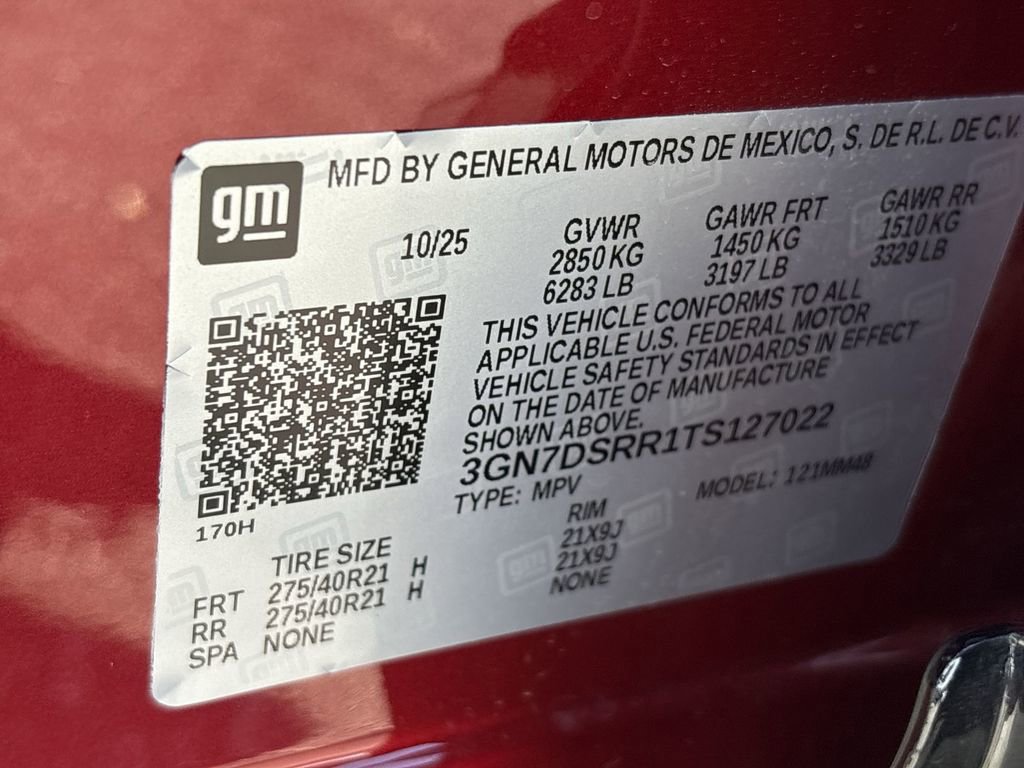 gm
MFD BY GENERAL MOTORS DE MEXICO, S. DE R.L. DE C.V.
10/25 GVWR GAWR FRT GAWR RR
2850 KG 1450 KG 1510 KG
6283 LB 3197 LB 3329 LB
THIS VEHICLE CONFORMS TO ALL
APPLICABLE U.S. FEDERAL MOTOR
VEHICLE SAFETY STANDARDS IN EFFECT
ON THE DATE OF MANUFACTURE
SHOWN ABOVE.
3GN7DSRR1TS127022
TYPE: MPV MODEL: 121MM48
170H
TIRE SIZE RIM
FRT 275/40R21 H 21X9J
RR 275/40R21 H 21X9J
SPA NONE NONE